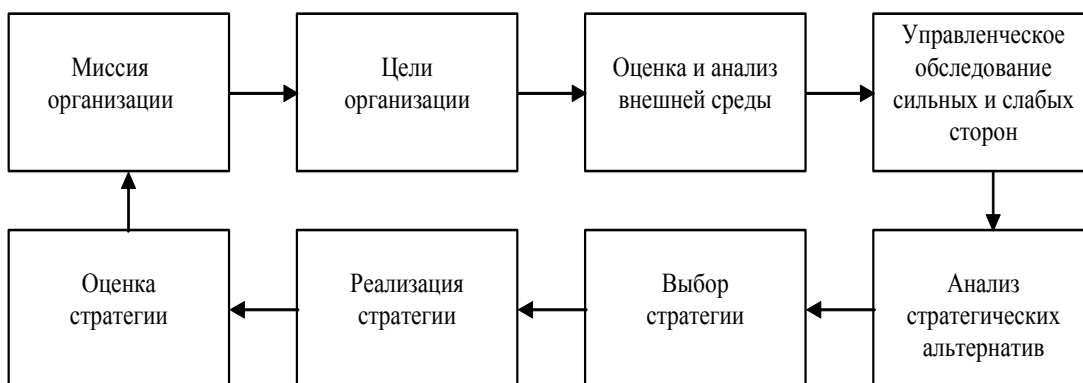 Миссия
организации
Цели
организации
Оценка и анализ
внешней среды
Управленческое
обследование
сильных и слабых
сторон
Оценка
стратегии
Реализация
стратегии
Выбор
стратегии
Анализ
стратегических
альтернатив